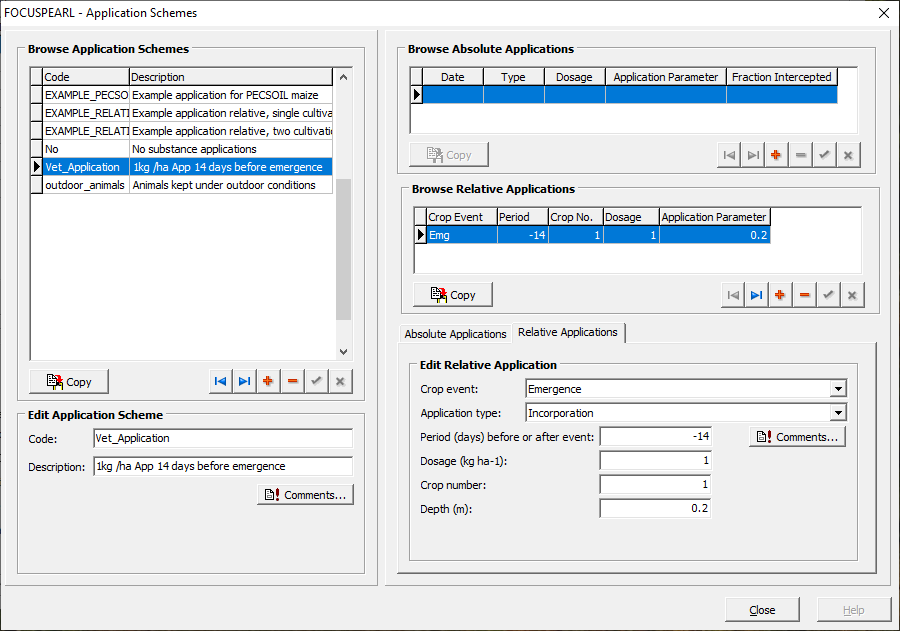 FOCUSPEARL - Application Schemes
Browse Application Schemes
Code Description
EXAMPLE_PECSO Example application for PECSOIL maize
EXAMPLE_RELATI Example application relative, single cultiva
EXAMPLE_RELATI Example application relative, two cultivatio
No No substance applications
Vet_Application 1kg /ha App 14 days before emergence
outdoor_animals Animals kept under outdoor conditions
Copy
Edit Application Scheme
Code: Vet_Application
Description: 1kg /ha App 14 days before emergence
Comments...
Browse Absolute Applications
Date Type Dosage Application Parameter Fraction Intercepted
Copy
Browse Relative Applications
Crop Event Period Crop No. Dosage Application Parameter
Emg -14 1 1 0.2
Copy
Absolute Applications Relative Applications
Edit Relative Application
Crop event: Emergence
Application type: Incorporation
Period (days) before or after event: -14 Comments...
Dosage (kg ha-1): 1
Crop number: 1
Depth (m): 0.2
Close Help